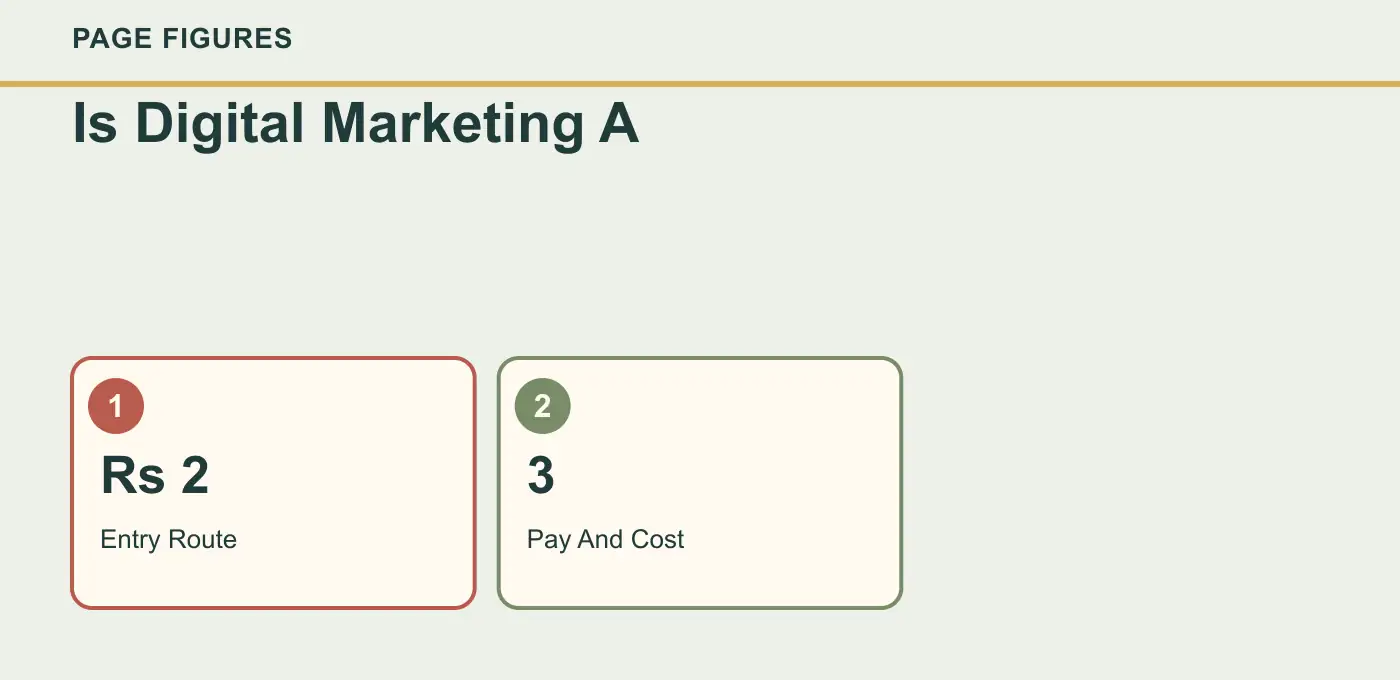 PAGE FIGURES
Is Digital Marketing A
1
Rs 2
Entry Route
2
3
Pay And Cost